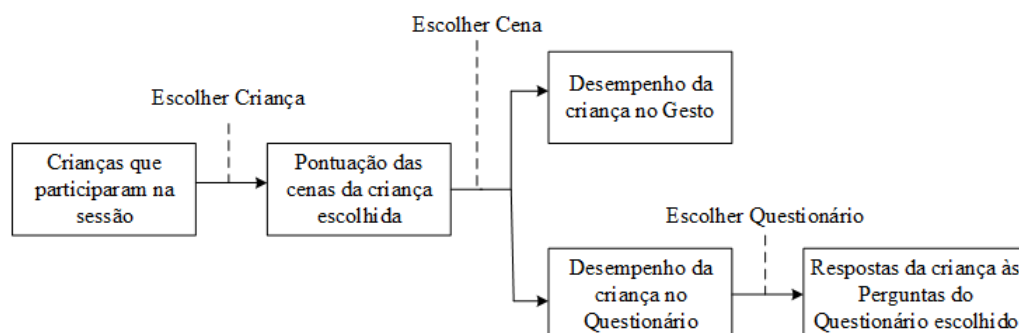 Escolher Cena
Escolher Criança
Desempenho da
criança no Gesto
Crianças que
participaram na
sessão
Pontuação das
cenas da criança
escolhida
Escolher Questionário
Desempenho da
criança no
Questionário
Respostas da criança às
Perguntas do
Questionário escolhido